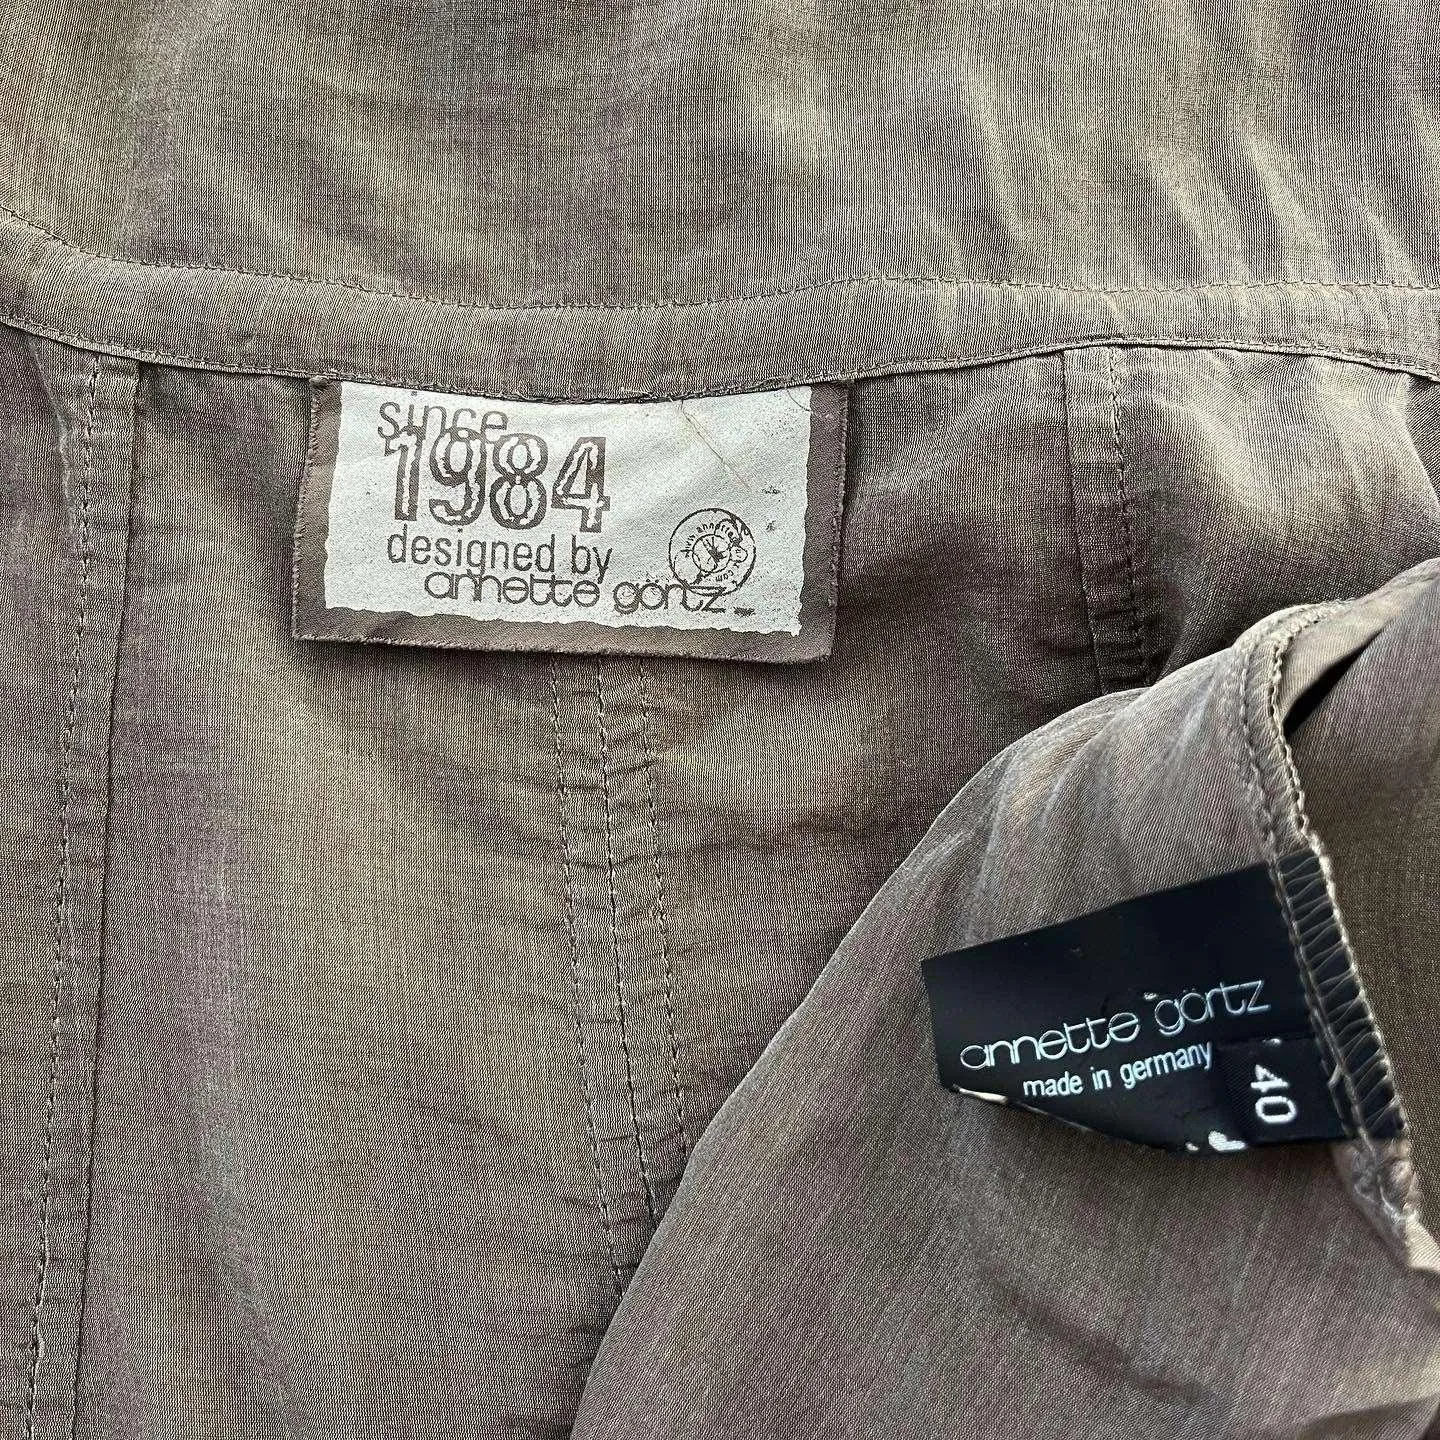 since
1984
designed by
annette görtz
annette görtz
made in germany
40